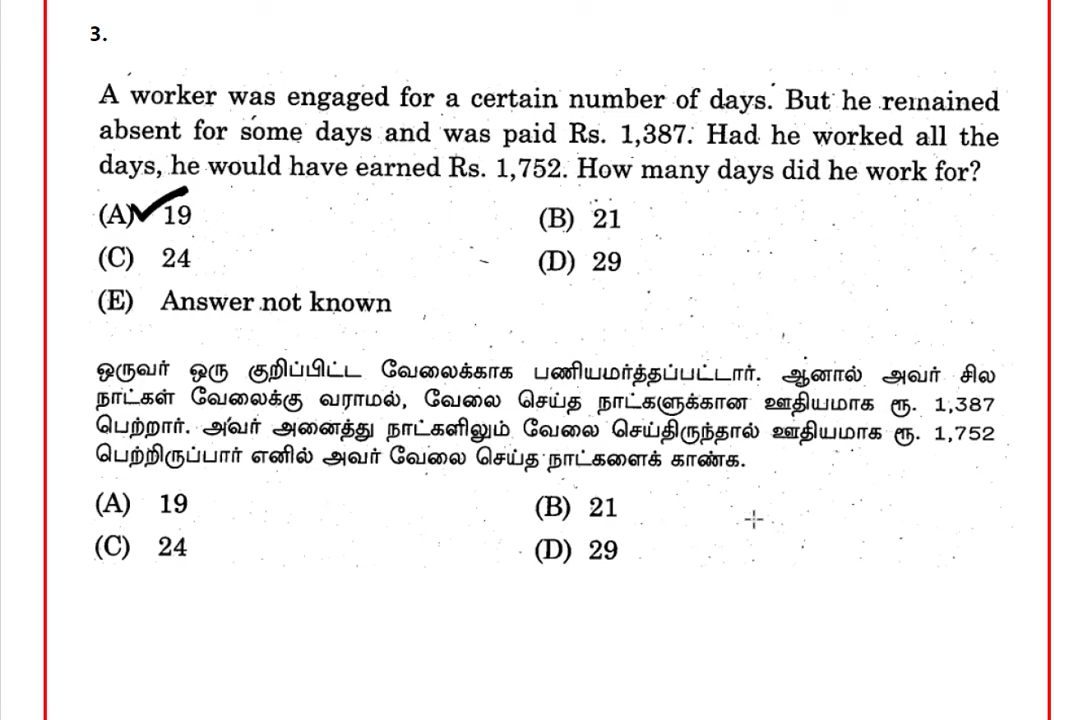 3.
A worker was engaged for a certain number of days. But he remained
absent for some days and was paid Rs. 1,387. Had he worked all the
days, he would have earned Rs. 1,752. How many days did he work for?
(A) 19 (B) 21
(C) 24 (D) 29
(E) Answer not known
ஒருவர் ஒரு குறிப்பிட்ட வேலைக்காக பணியமர்த்தப்பட்டார். ஆனால் அவர் சில
நாட்கள் வேலைக்கு வராமல், வேலை செய்த நாட்களுக்கான ஊதியமாக ரூ. 1,387
பெற்றார். அவர் அனைத்து நாட்களிலும் வேலை செய்திருந்தால் ஊதியமாக ரூ. 1,752
பெற்றிருப்பார் எனில் அவர் வேலை செய்த நாட்களைக் காண்க.
(A) 19 (B) 21
(C) 24 (D) 29